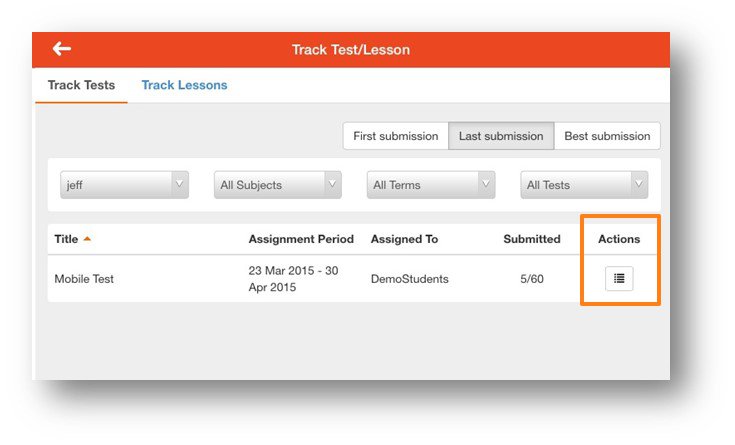 Track Test/Lesson
Track Tests Track Lessons
First submission Last submission Best submission
jeff All Subjects All Terms All Tests
Title Assignment Period Assigned To Submitted Actions
Mobile Test 23 Mar 2015 - 30 DemoStudents 5/60
Apr 2015